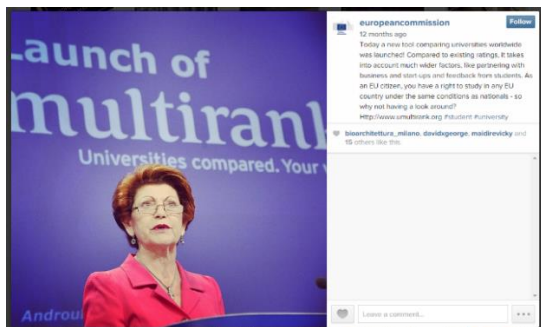 Launch of
multirank
Universities compared. Your
Androul
europeancommission
Follow
12 months ago
Today a new tool comparing universities worldwide
was launched! Compared to existing ratings, it takes
into account much wider factors, like partnering with
business and start-ups and feedback from students. As
an EU citizen, you have a right to study in any EU
country under the same conditions as nationals - so
why not having a look around?
Http://www.umultirank.org #student #university
bioarchitettura_milano, davidxgeorge, maidirevicky and
15 others like this.
Leave a comment...